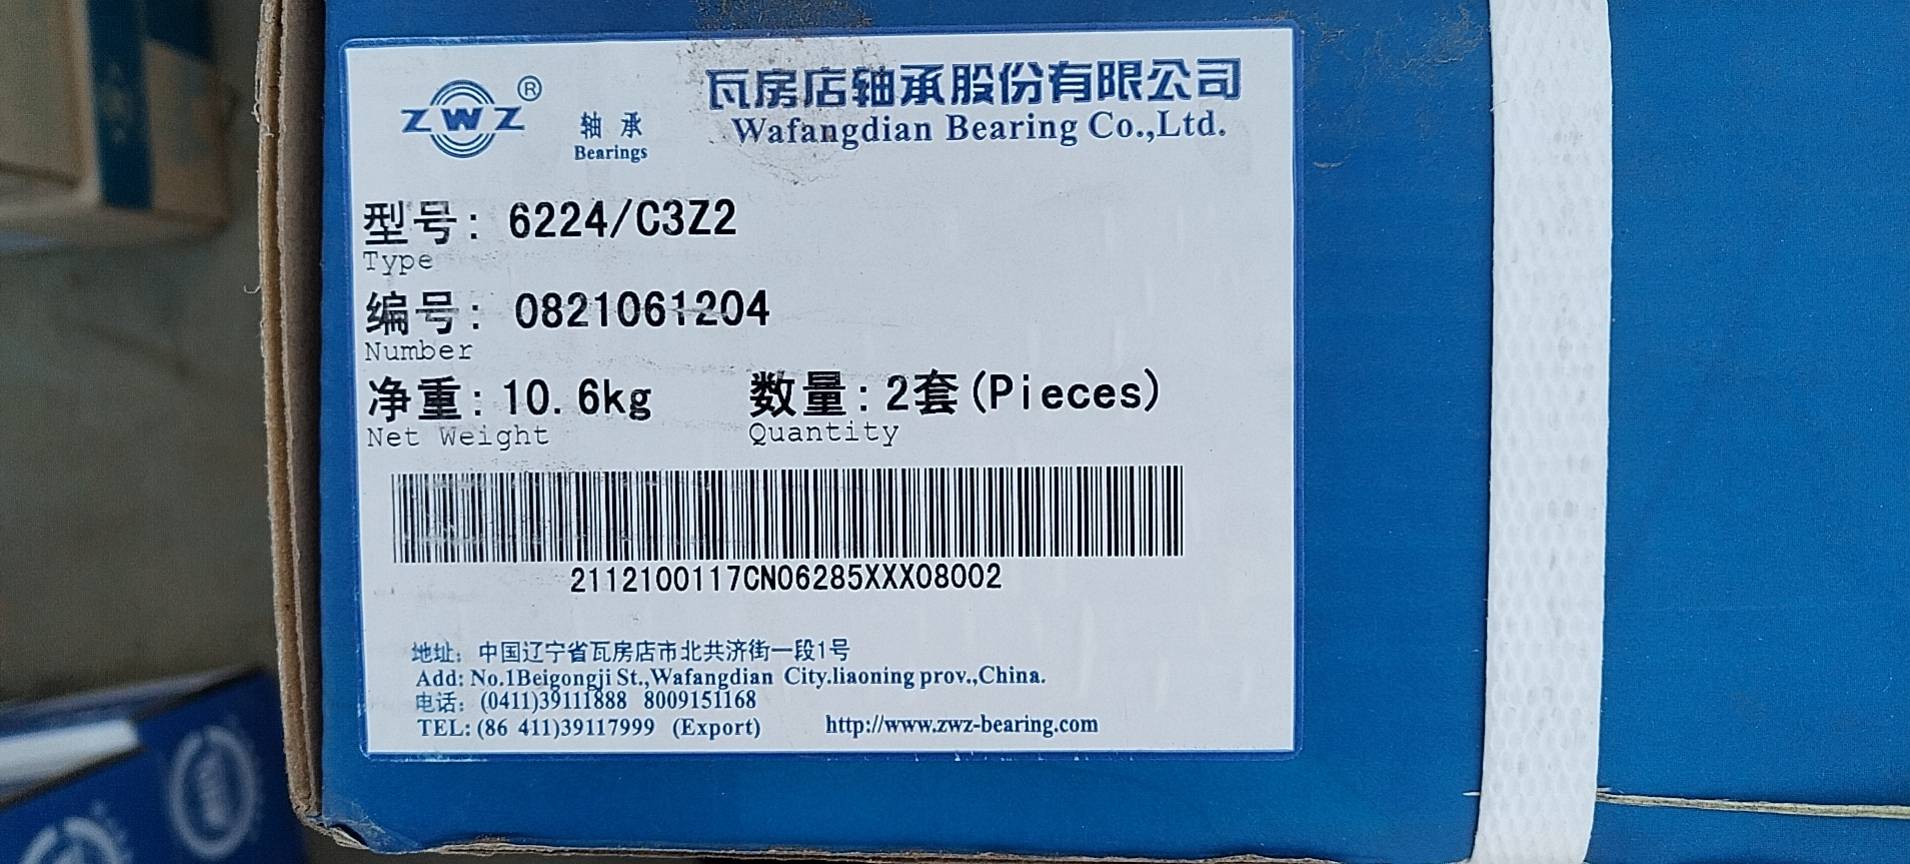 ZWZ®
轴承
Bearings
瓦房店轴承股份有限公司
Wafangdian Bearing Co.,Ltd.
型号: 6224/C3Z2
Type
编号: 0821061204
Number
净重: 10.6kg 数量: 2套(Pieces)
Net Weight Quantity
2112100117CN06285XXX08002
地址: 中国辽宁省瓦房店市北共济街一段1号
Add: No.1Beigongji St.,Wafangdian City.liaoning prov.,China.
电话: (0411)39111888 8009151168
TEL: (86 411)39117999 (Export) http://www.zwz-bearing.com